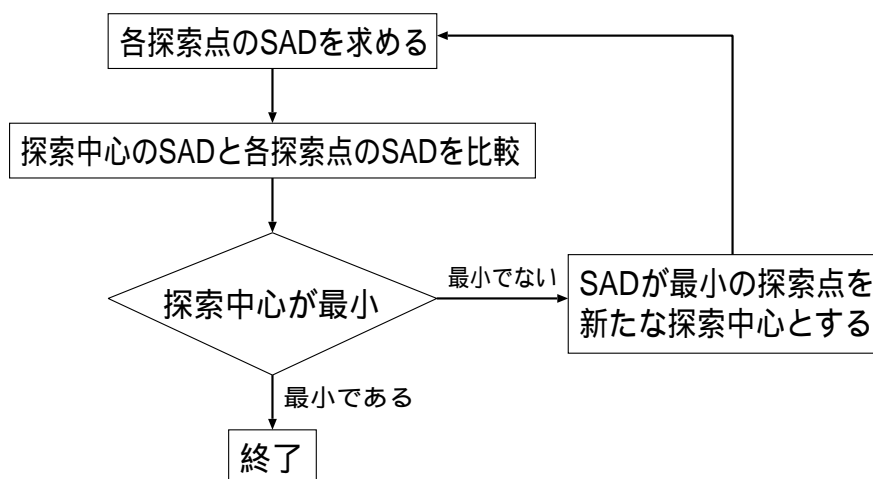 各探索点のSADを求める
探索中心のSADと各探索点のSADを比較
探索中心が最小
最小でない
SADが最小の探索点を
新たな探索中心とする
最小である
終了